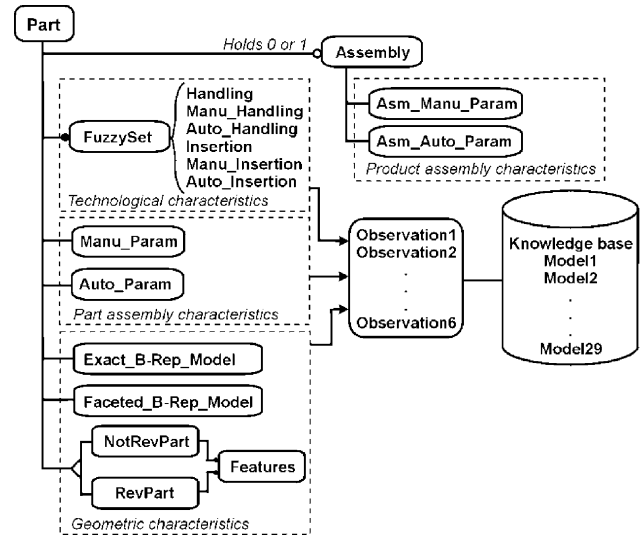 Part
Holds 0 or 1
Assembly
Asm_Manu_Param
Asm_Auto_Param
Product assembly characteristics
FuzzySet
Handling
Manu_Handling
Auto_Handling
Insertion
Manu_Insertion
Auto_Insertion
Technological characteristics
Manu_Param
Auto_Param
Part assembly characteristics
Observation1
Observation2
.
.
.
Observation6
Knowledge base
Model1
Model2
.
.
.
Model29
Exact_B-Rep_Model
Faceted_B-Rep_Model
NotRevPart
RevPart
Features
Geometric characteristics